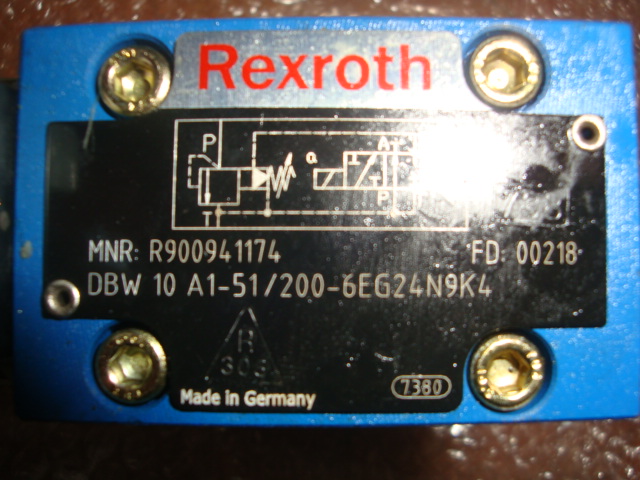 Rexroth
P
A
a
T
P
T
MNR: R900941174 FD: 00218
DBW 10 A1-51/200-6EG24N9K4
R
303
Made in Germany 7380